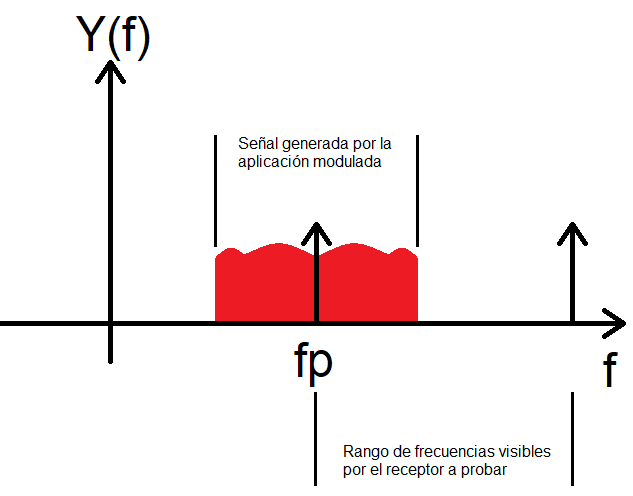 Y(f)
Señal generada por la
aplicación modulada
fp
f
Rango de frecuencias visibles
por el receptor a probar